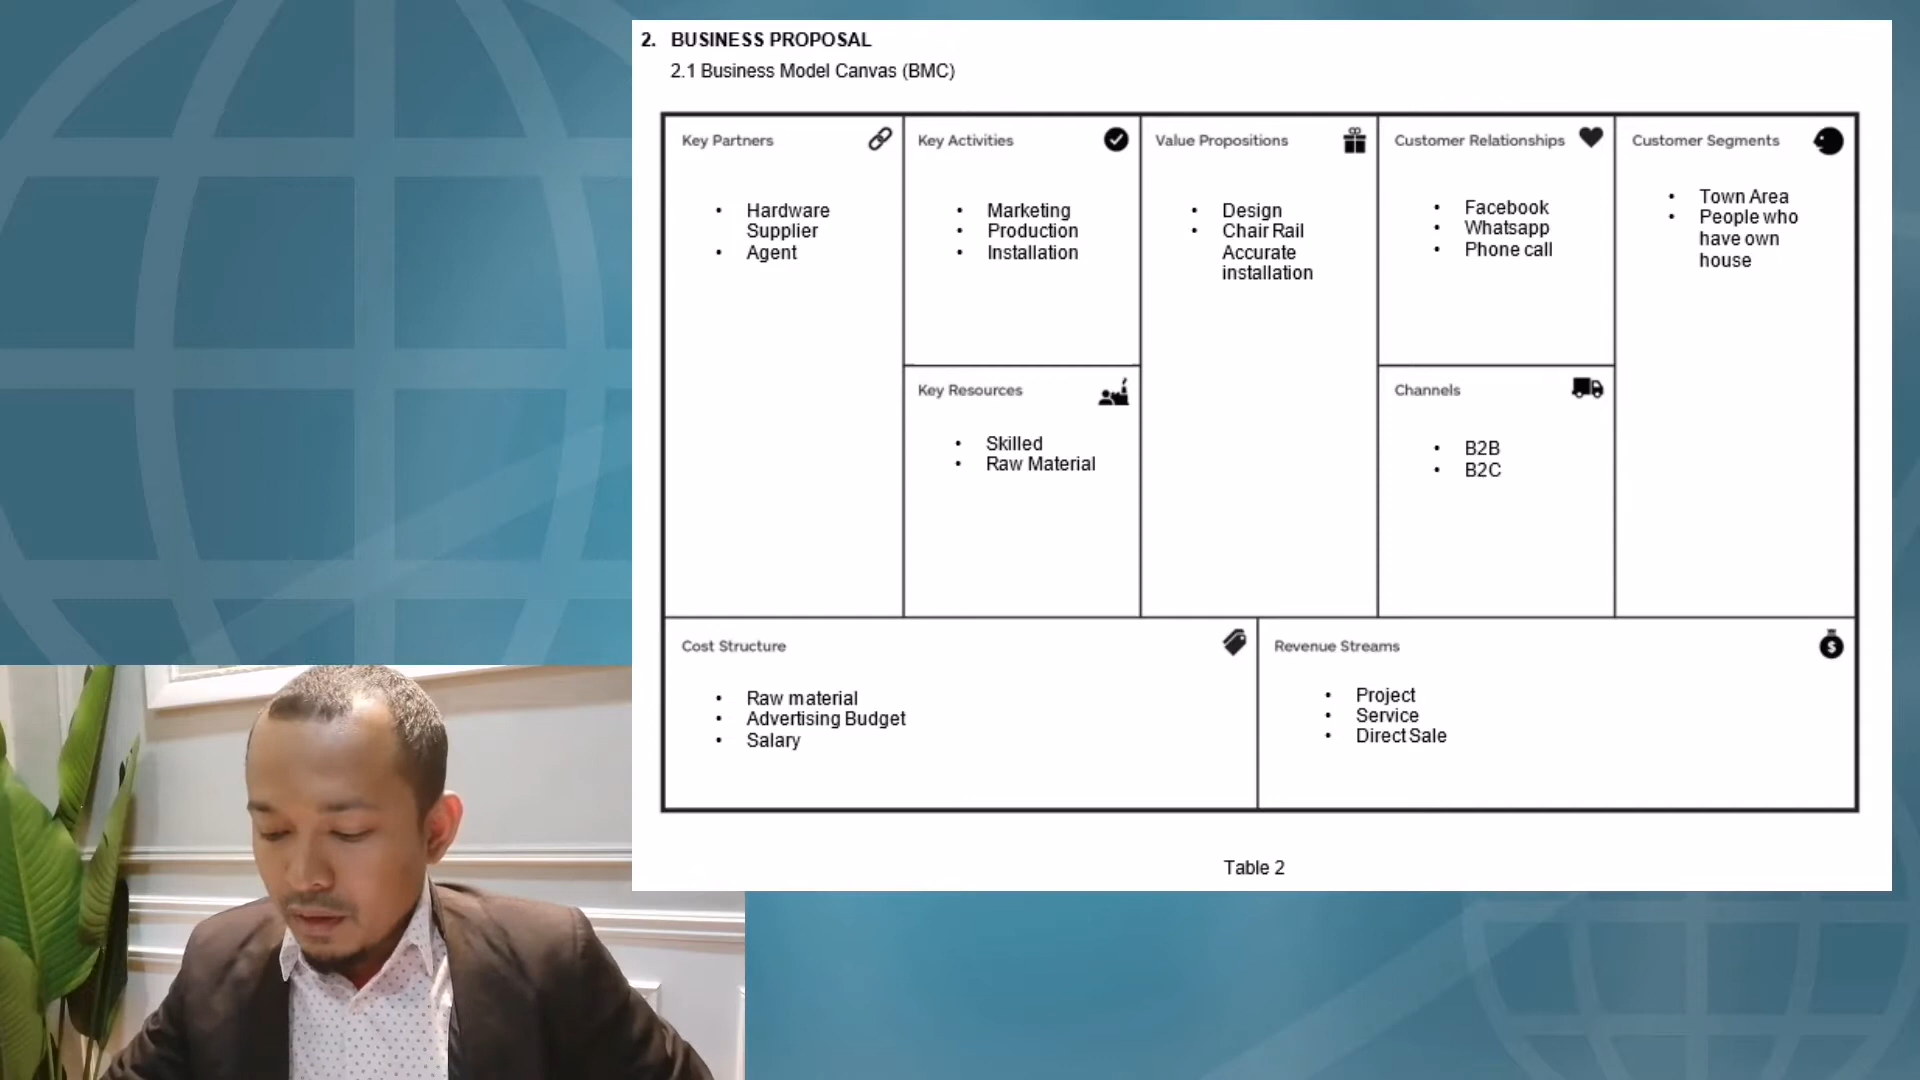 2. BUSINESS PROPOSAL
2.1 Business Model Canvas (BMC)
Key Partners
• Hardware
Supplier
• Agent
Key Activities
• Marketing
• Production
• Installation
Key Resources
• Skilled
• Raw Material
Value Propositions
• Design
• Chair Rail
Accurate
installation
Customer Relationships
• Facebook
• Whatsapp
• Phone call
Channels
• B2B
• B2C
Customer Segments
• Town Area
• People who
have own
house
Cost Structure
• Raw material
• Advertising Budget
• Salary
Revenue Streams
$
• Project
• Service
• Direct Sale
Table 2